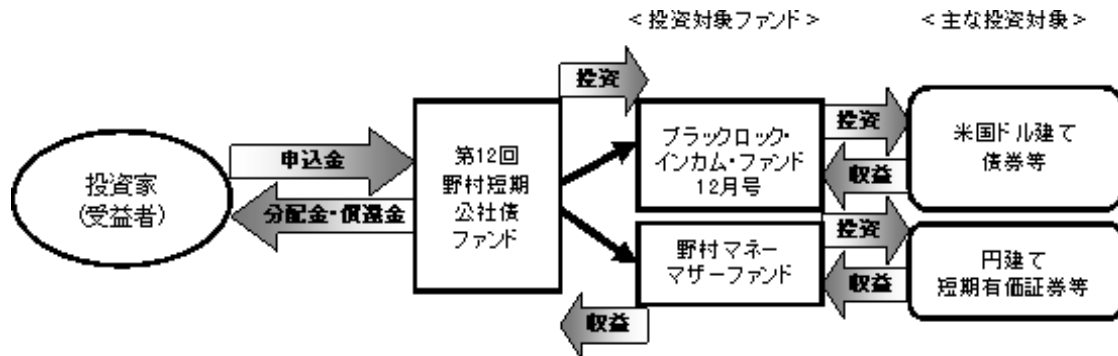 ＜投資対象ファンド＞
＜主な投資対象＞
投資
投資家
(受益者)
申込金
分配金・償還金
第12回
野村短期
公社債
ファンド
ブラックロック・
インカム・ファンド
12月号
投資
収益
米国ドル建て
債券等
野村マネー
マザーファンド
投資
収益
円建て
短期有価証券等
収益